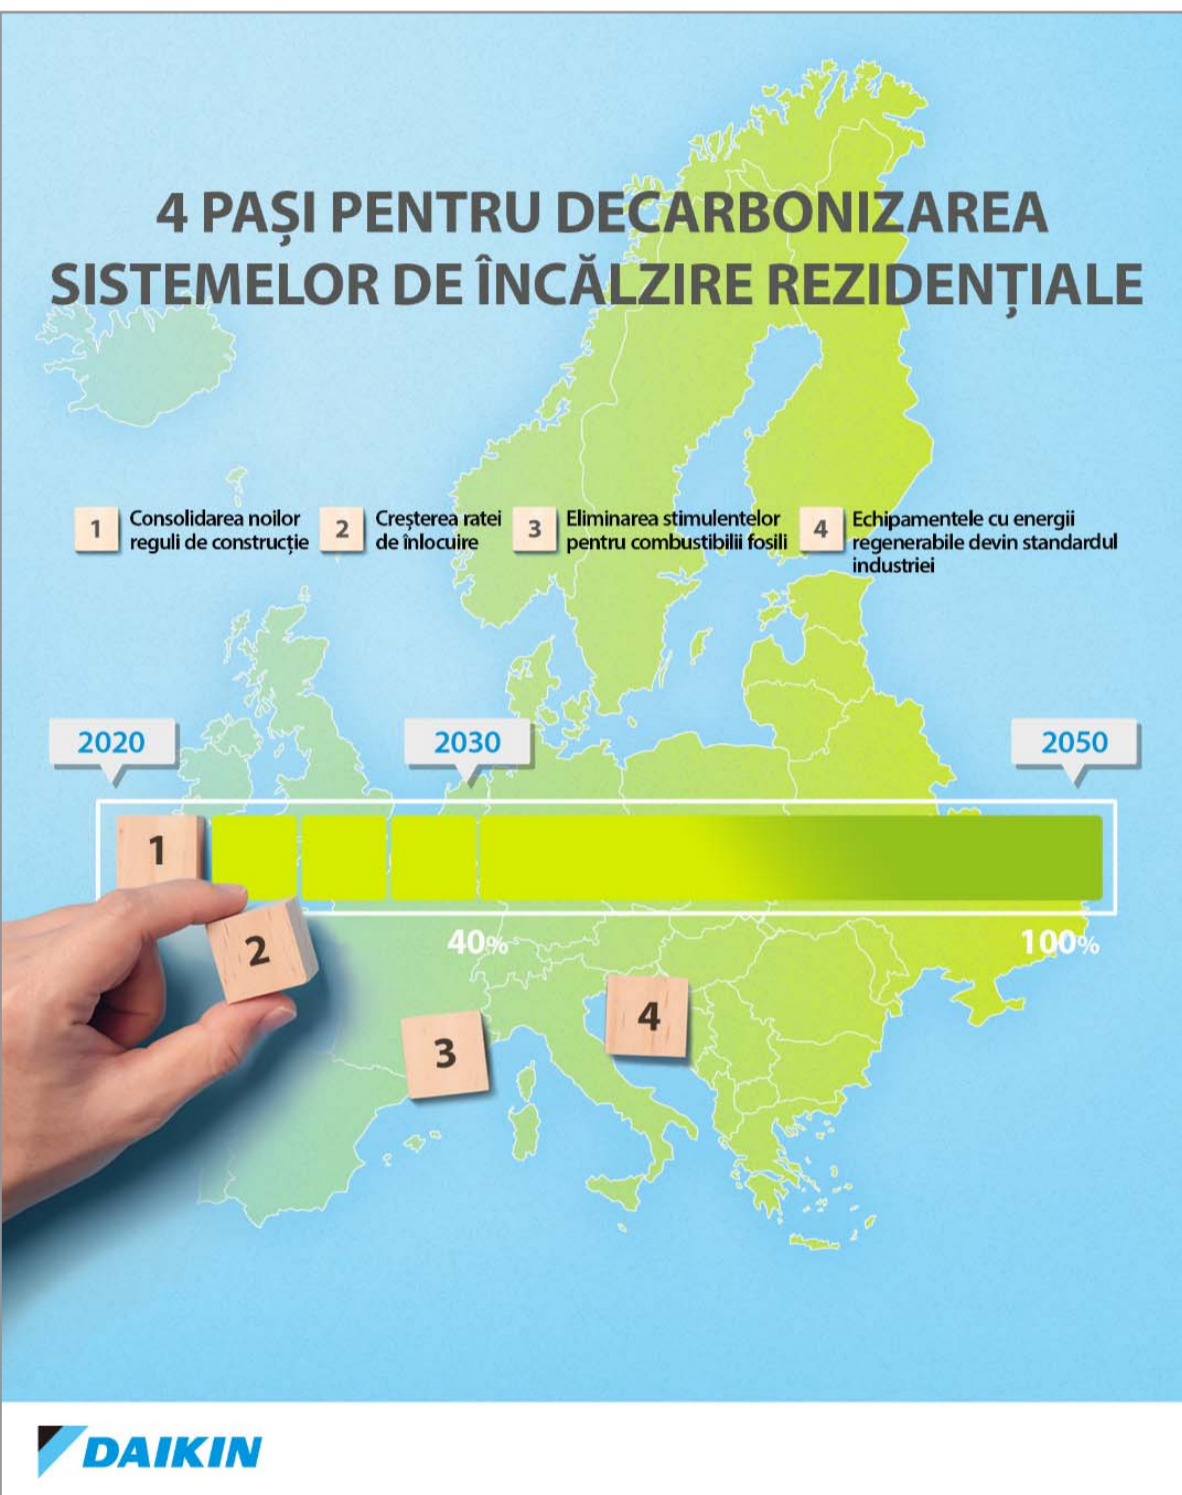 4 PAȘI PENTRU DECARBONIZAREA
SISTEMELOR DE ÎNCĂLZIRE REZIDENȚIALE
1
Consolidarea noilor
reguli de construcție
2
Creșterea ratei
de înlocuire
3
Eliminarea stimulentelor
pentru combustibilii fosili
4
Echipamentele cu energii
regenerabile devin standardul
industriei
2020
2030
2050
1
2
40%
100%
3
4
DAIKIN